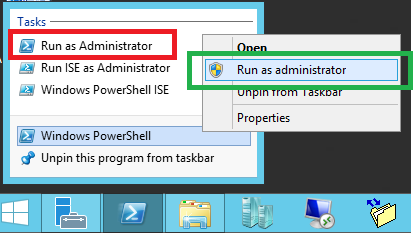 Tasks
Run as Administrator
Run ISE as Administrator
Windows PowerShell ISE
Windows PowerShell
Unpin this program from taskbar
Open
Run as administrator
Unpin from Taskbar
Properties